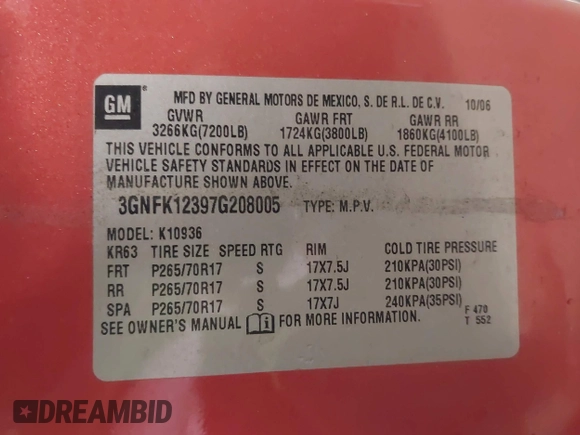 GM
MFD BY GENERAL MOTORS DE MEXICO, S. DE R.L. DE C.V. 10/06
GVWR GAWR FRT GAWR RR
3266KG(7200LB) 1724KG(3800LB) 1860KG(4100LB)
THIS VEHICLE CONFORMS TO ALL APPLICABLE U.S. FEDERAL MOTOR
VEHICLE SAFETY STANDARDS IN EFFECT ON THE DATE OF
MANUFACTURE SHOWN ABOVE.
3GNFK12397G208005 TYPE: M.P.V.
MODEL: K10936
KR63 TIRE SIZE SPEED RTG RIM COLD TIRE PRESSURE
FRT P265/70R17 S 17X7.5J 210KPA(30PSI)
RR P265/70R17 S 17X7.5J 210KPA(30PSI)
SPA P265/70R17 S 17X7J 240KPA(35PSI)
SEE OWNER'S MANUAL FOR MORE INFORMATION. F 470
T 552
DREAMBID